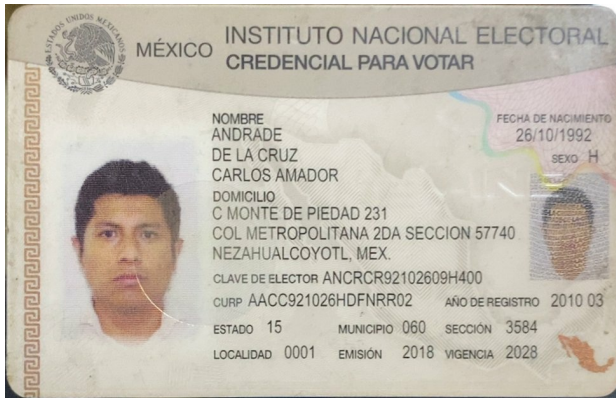 ESTADOS UNIDOS MEXICANOS
MÉXICO INSTITUTO NACIONAL ELECTORAL
CREDENCIAL PARA VOTAR
NOMBRE
ANDRADE
DE LA CRUZ
CARLOS AMADOR
FECHA DE NACIMIENTO
26/10/1992
SEXO H
DOMICILIO
C MONTE DE PIEDAD 231
COL METROPOLITANA 2DA SECCION 57740
NEZAHUALCOYOTL, MEX.
CLAVE DE ELECTOR ANCRCR92102609H400
CURP AACC921026HDFNRR02 AÑO DE REGISTRO 2010 03
ESTADO 15 MUNICIPIO 060 SECCIÓN 3584
LOCALIDAD 0001 EMISIÓN 2018 VIGENCIA 2028